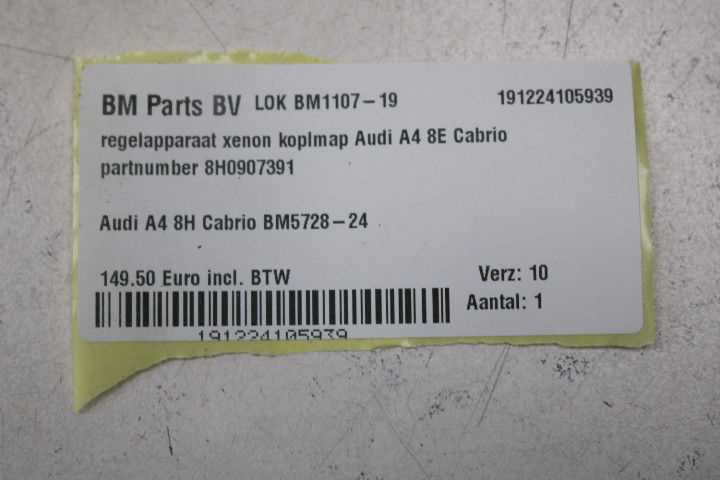 BM Parts BV LOK BM1107-19 191224105939
regelapparaat xenon koplmap Audi A4 8E Cabrio
partnumber 8H0907391
Audi A4 8H Cabrio BM5728-24
149.50 Euro incl. BTW Verz: 10
Aantal: 1
191224105939